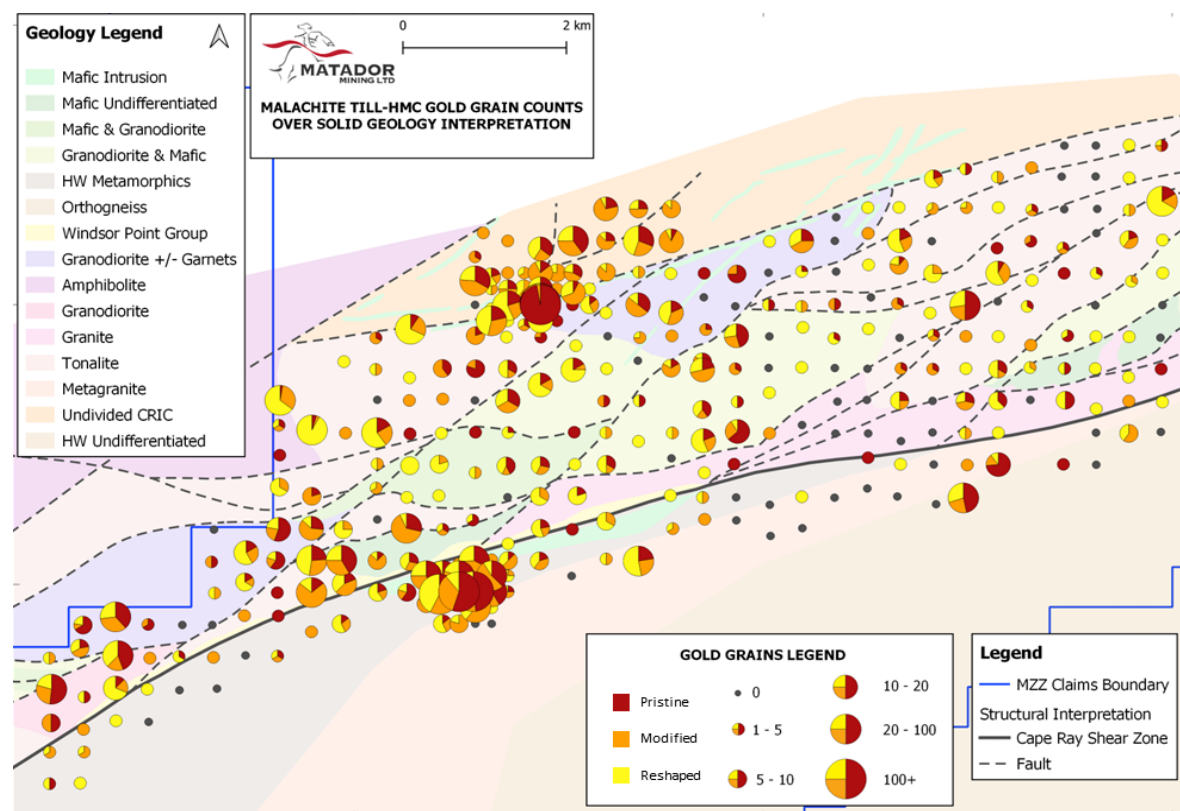 Geology Legend
Mafic Intrusion
Mafic Undifferentiated
Mafic & Granodiorite
Granodiorite & Mafic
HW Metamorphics
Orthogneiss
Windsor Point Group
Granodiorite +/- Garnets
Amphibolite
Granodiorite
Granite
Tonalite
Metagranite
Undivided CRIC
HW Undifferentiated
0 2 km
MATADOR
MINING LTD
MALACHITE TILL-HMC GOLD GRAIN COUNTS
OVER SOLID GEOLOGY INTERPRETATION
GOLD GRAINS LEGEND
Pristine
Modified
Reshaped
0
1 - 5
5 - 10
10 - 20
20 - 100
100+
Legend
MZZ Claims Boundary
Structural Interpretation
Cape Ray Shear Zone
Fault